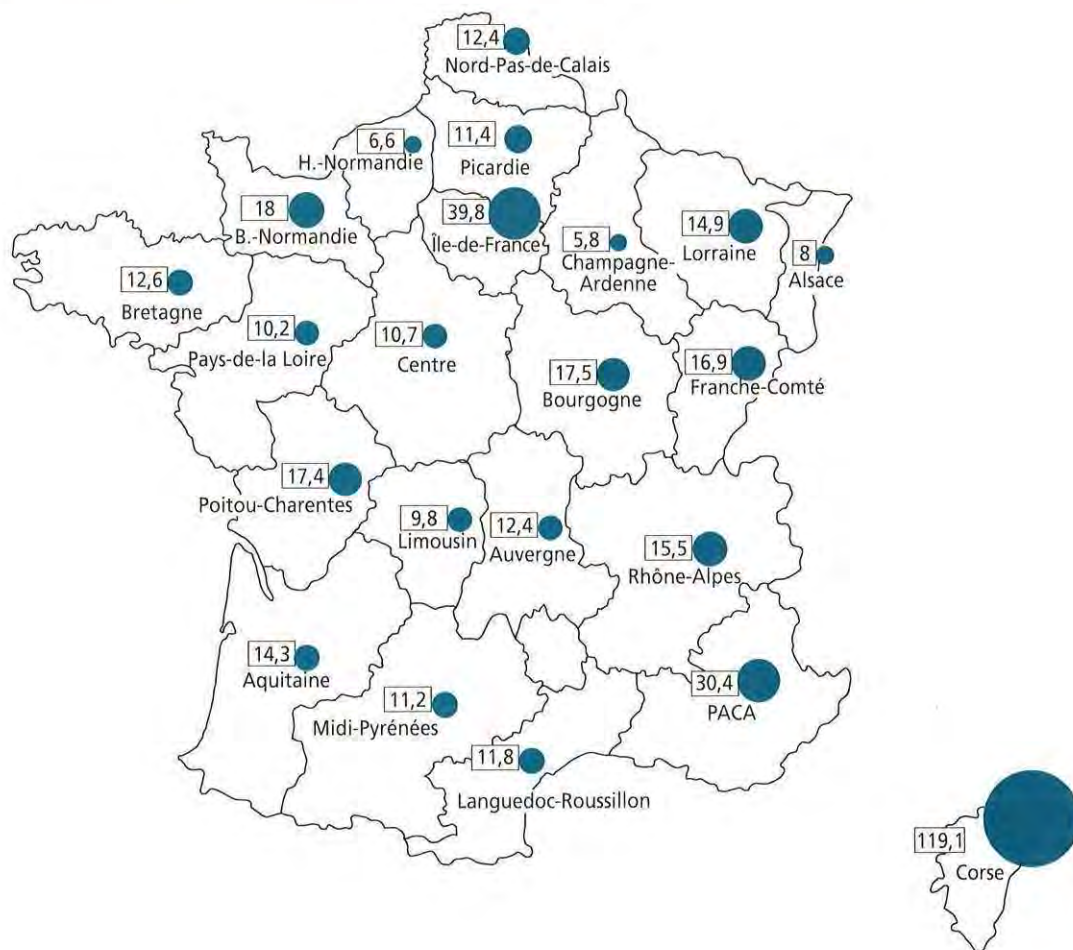 12,4
Nord-Pas-de-Calais
6,6
H.-Normandie
11,4
Picardie
18
B.-Normandie
39,8
Île-de-France
5,8
Champagne-
Ardenne
14,9
Lorraine
8
Alsace
12,6
Bretagne
10,2
Pays-de-la Loire
10,7
Centre
17,5
Bourgogne
16,9
Franche-Comté
17,4
Poitou-Charentes
9,8
Limousin
12,4
Auvergne
15,5
Rhône-Alpes
14,3
Aquitaine
11,2
Midi-Pyrénées
30,4
PACA
11,8
Languedoc-Roussillon
119,1
Corse